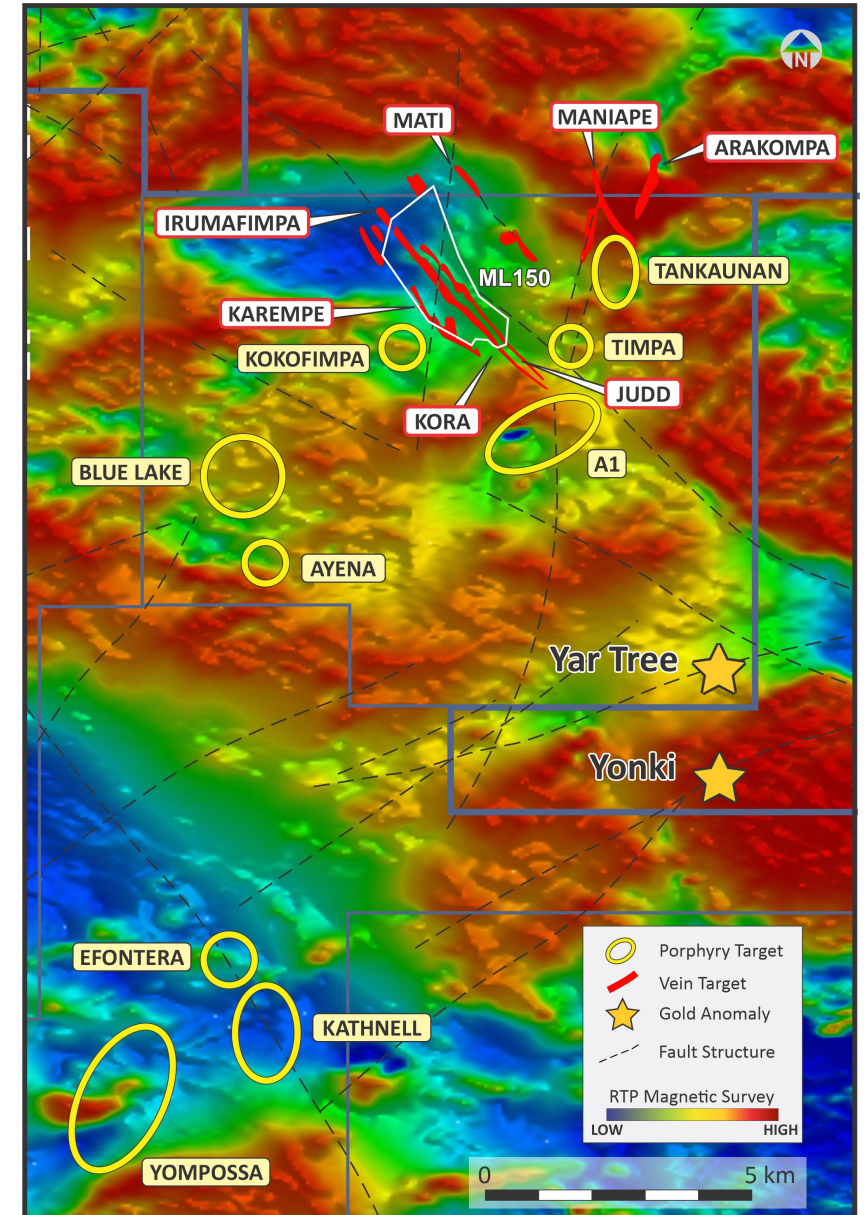 N
MATI
MANIAPE
ARAKOMPA
IRUMAFIMPA
TANKAUNAN
ML150
KAREMPE
KOKOFIMPA
TIMPA
JUDD
KORA
A1
BLUE LAKE
AYENA
Yar Tree
Yonki
EFONTERA
KATHNELL
YOMPOSSA
Porphyry Target
Vein Target
Gold Anomaly
Fault Structure
RTP Magnetic Survey
LOW HIGH
0 5 km